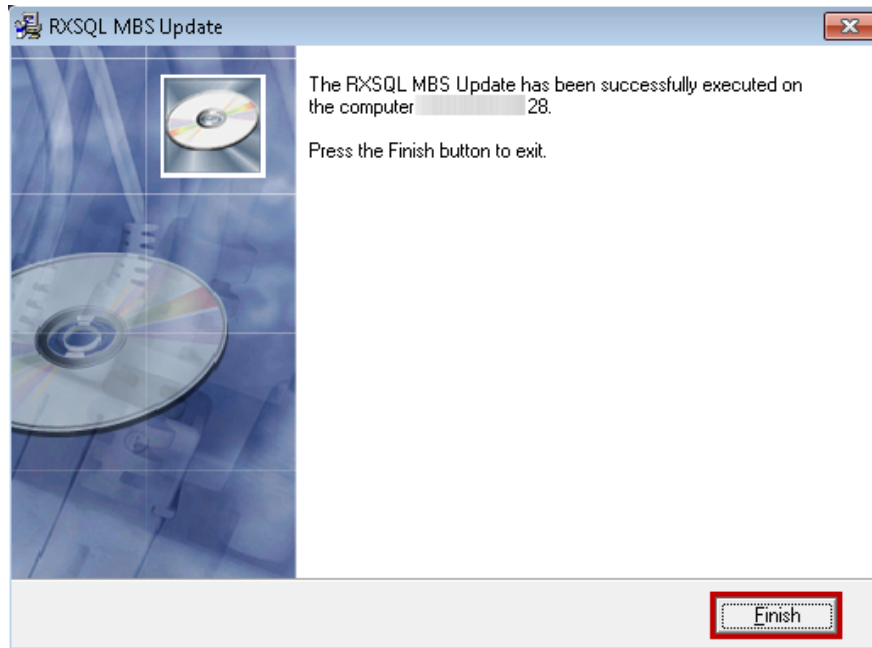 RXSQL MBS Update
The RXSQL MBS Update has been successfully executed on
the computer 28.
Press the Finish button to exit.
Finish